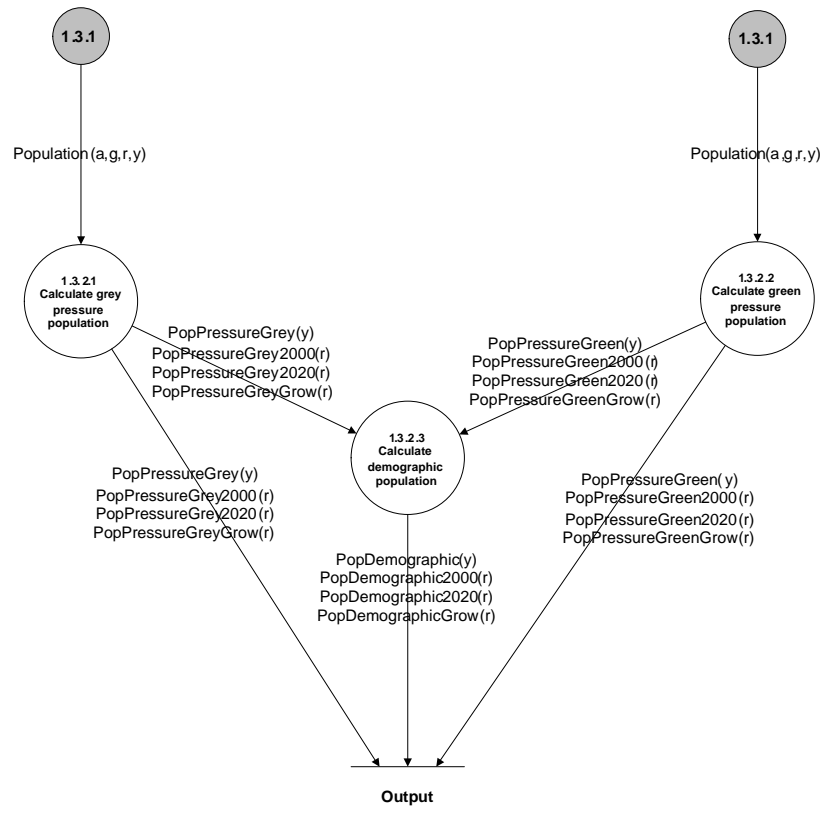 1.3.1
1.3.1
Population(a,g,r,y)
Population(a,g,r,y)
1.3.2.1
Calculate grey
pressure
population
1.3.2.2
Calculate green
pressure
population
PopPressureGrey(y)
PopPressureGrey2000(r)
PopPressureGrey2020(r)
PopPressureGreyGrow(r)
PopPressureGreen(y)
PopPressureGreen2000(r)
PopPressureGreen2020(r)
PopPressureGreenGrow(r)
1.3.2.3
Calculate
demographic
population
PopPressureGrey(y)
PopPressureGrey2000(r)
PopPressureGrey2020(r)
PopPressureGreyGrow(r)
PopPressureGreen(y)
PopPressureGreen2000(r)
PopPressureGreen2020(r)
PopPressureGreenGrow(r)
PopDemographic(y)
PopDemographic2000(r)
PopDemographic2020(r)
PopDemographicGrow(r)
Output